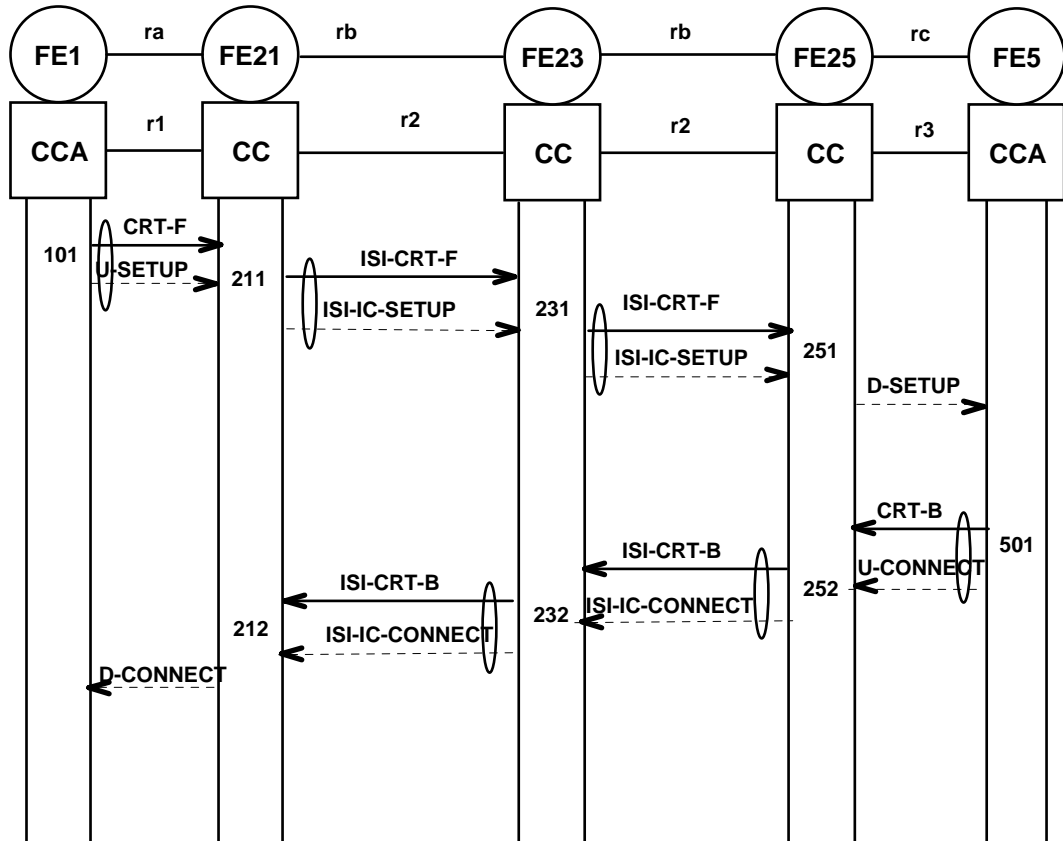 FE1 ra FE21 rb FE23 rb FE25 rc FE5
CCA r1 CC r2 CC r2 CC r3 CCA
CRT-F
101
U-SETUP
211
ISI-CRT-F
ISI-IC-SETUP
231
ISI-CRT-F
ISI-IC-SETUP
251
D-SETUP
CRT-B
501
U-CONNECT
252
ISI-CRT-B
ISI-IC-CONNECT
232
ISI-CRT-B
ISI-IC-CONNECT
212
D-CONNECT